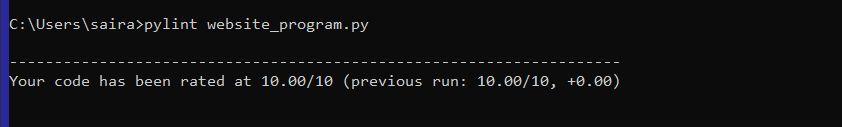 C:\Users\saira>pylint website_program.py
--------------------------------------------------------------------
Your code has been rated at 10.00/10 (previous run: 10.00/10, +0.00)